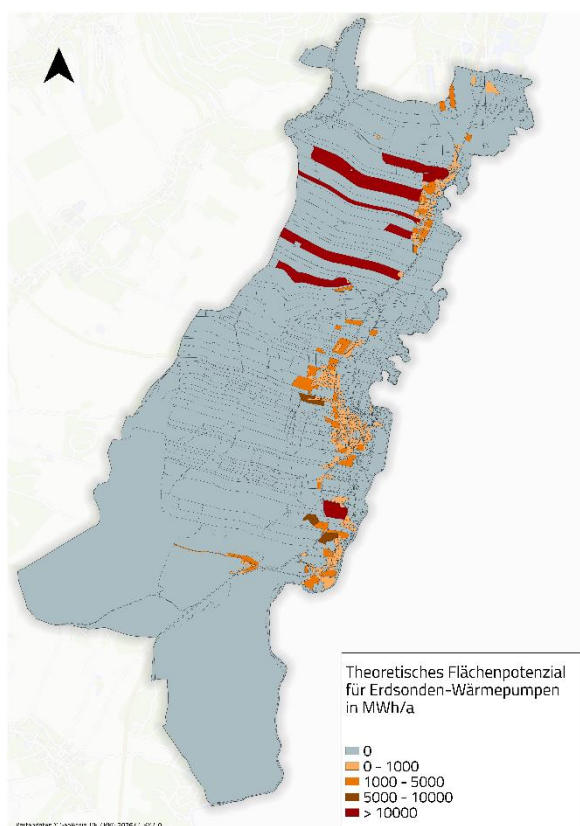 Theoretisches Flächenpotenzial
für Erdsonden-Wärmepumpen
in MWh/a
0
0 - 1000
1000 - 5000
5000 - 10000
> 10000